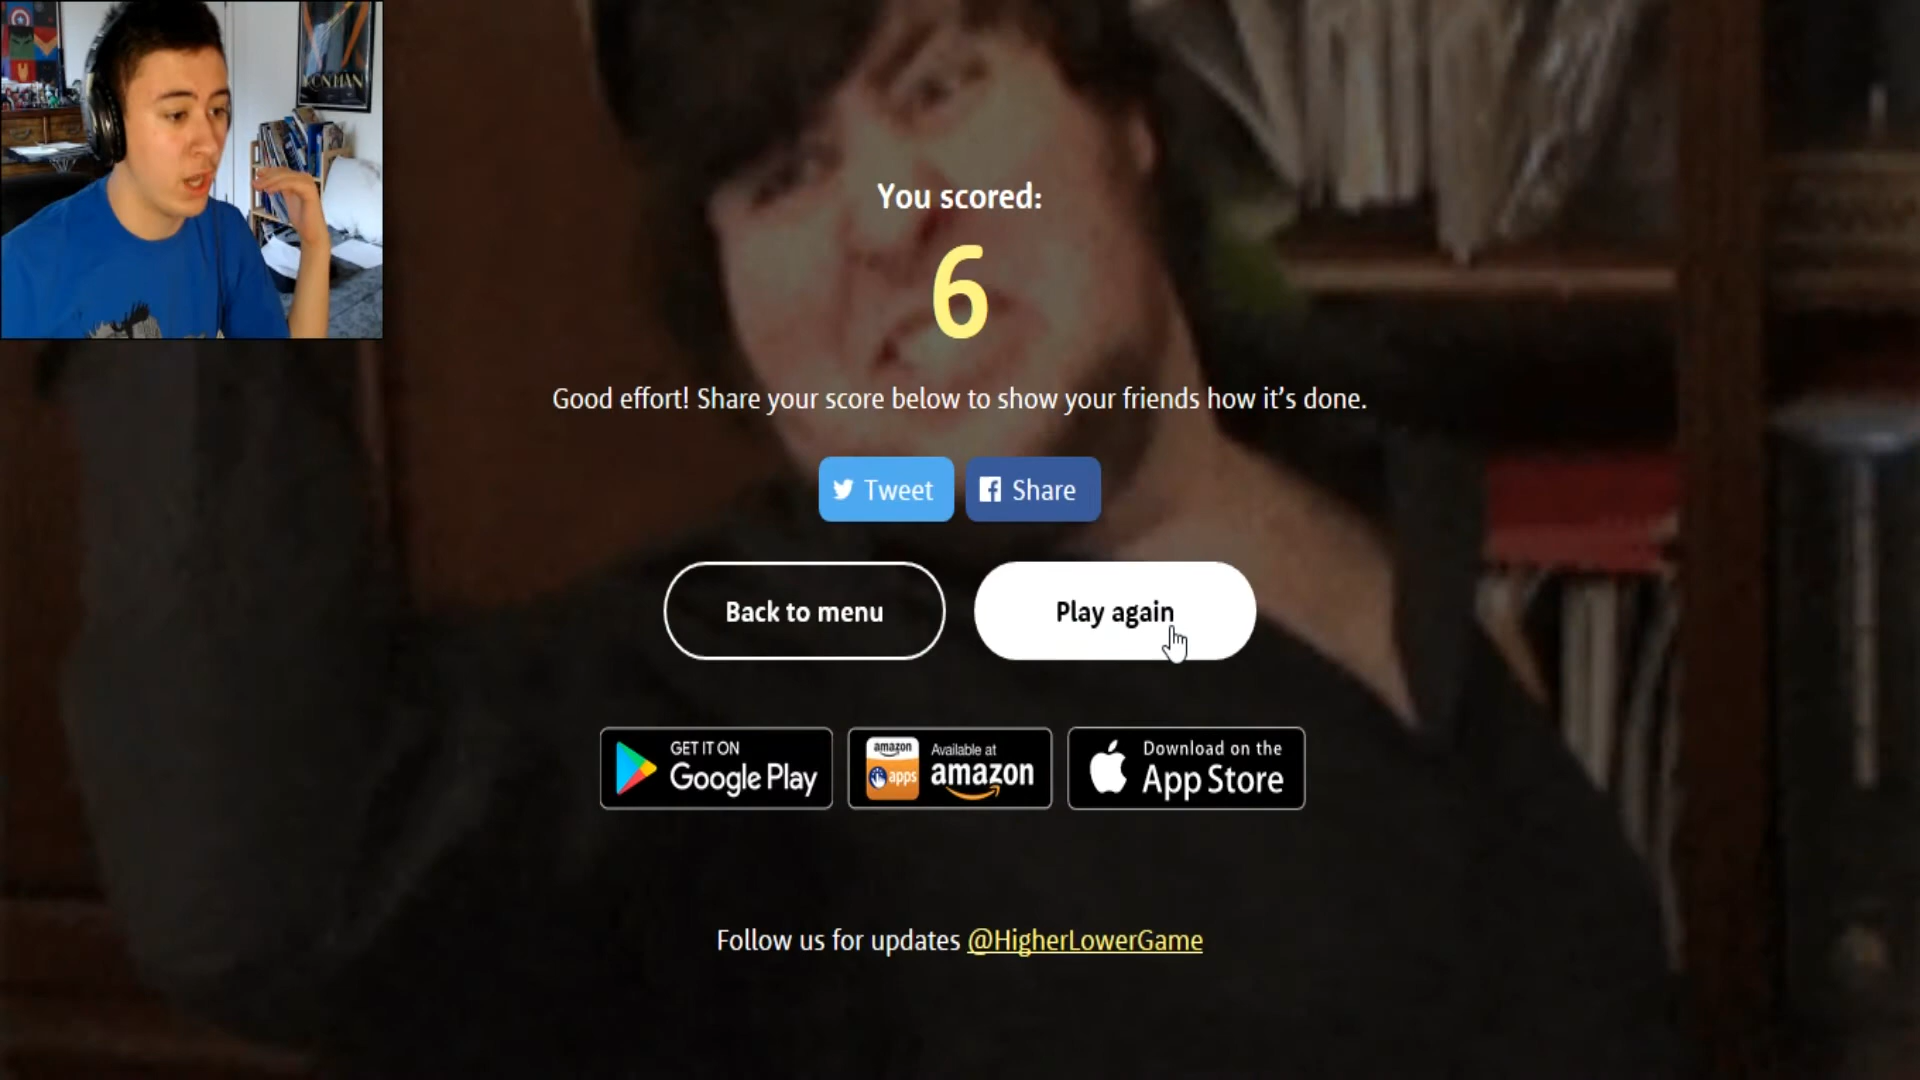 IRON MAN
You scored:
6
Good effort! Share your score below to show your friends how it's done.
Tweet
Share
Back to menu
Play again
GET IT ON
Google Play
amazon
apps
Available at
amazon
Download on the
App Store
Follow us for updates @HigherLowerGame